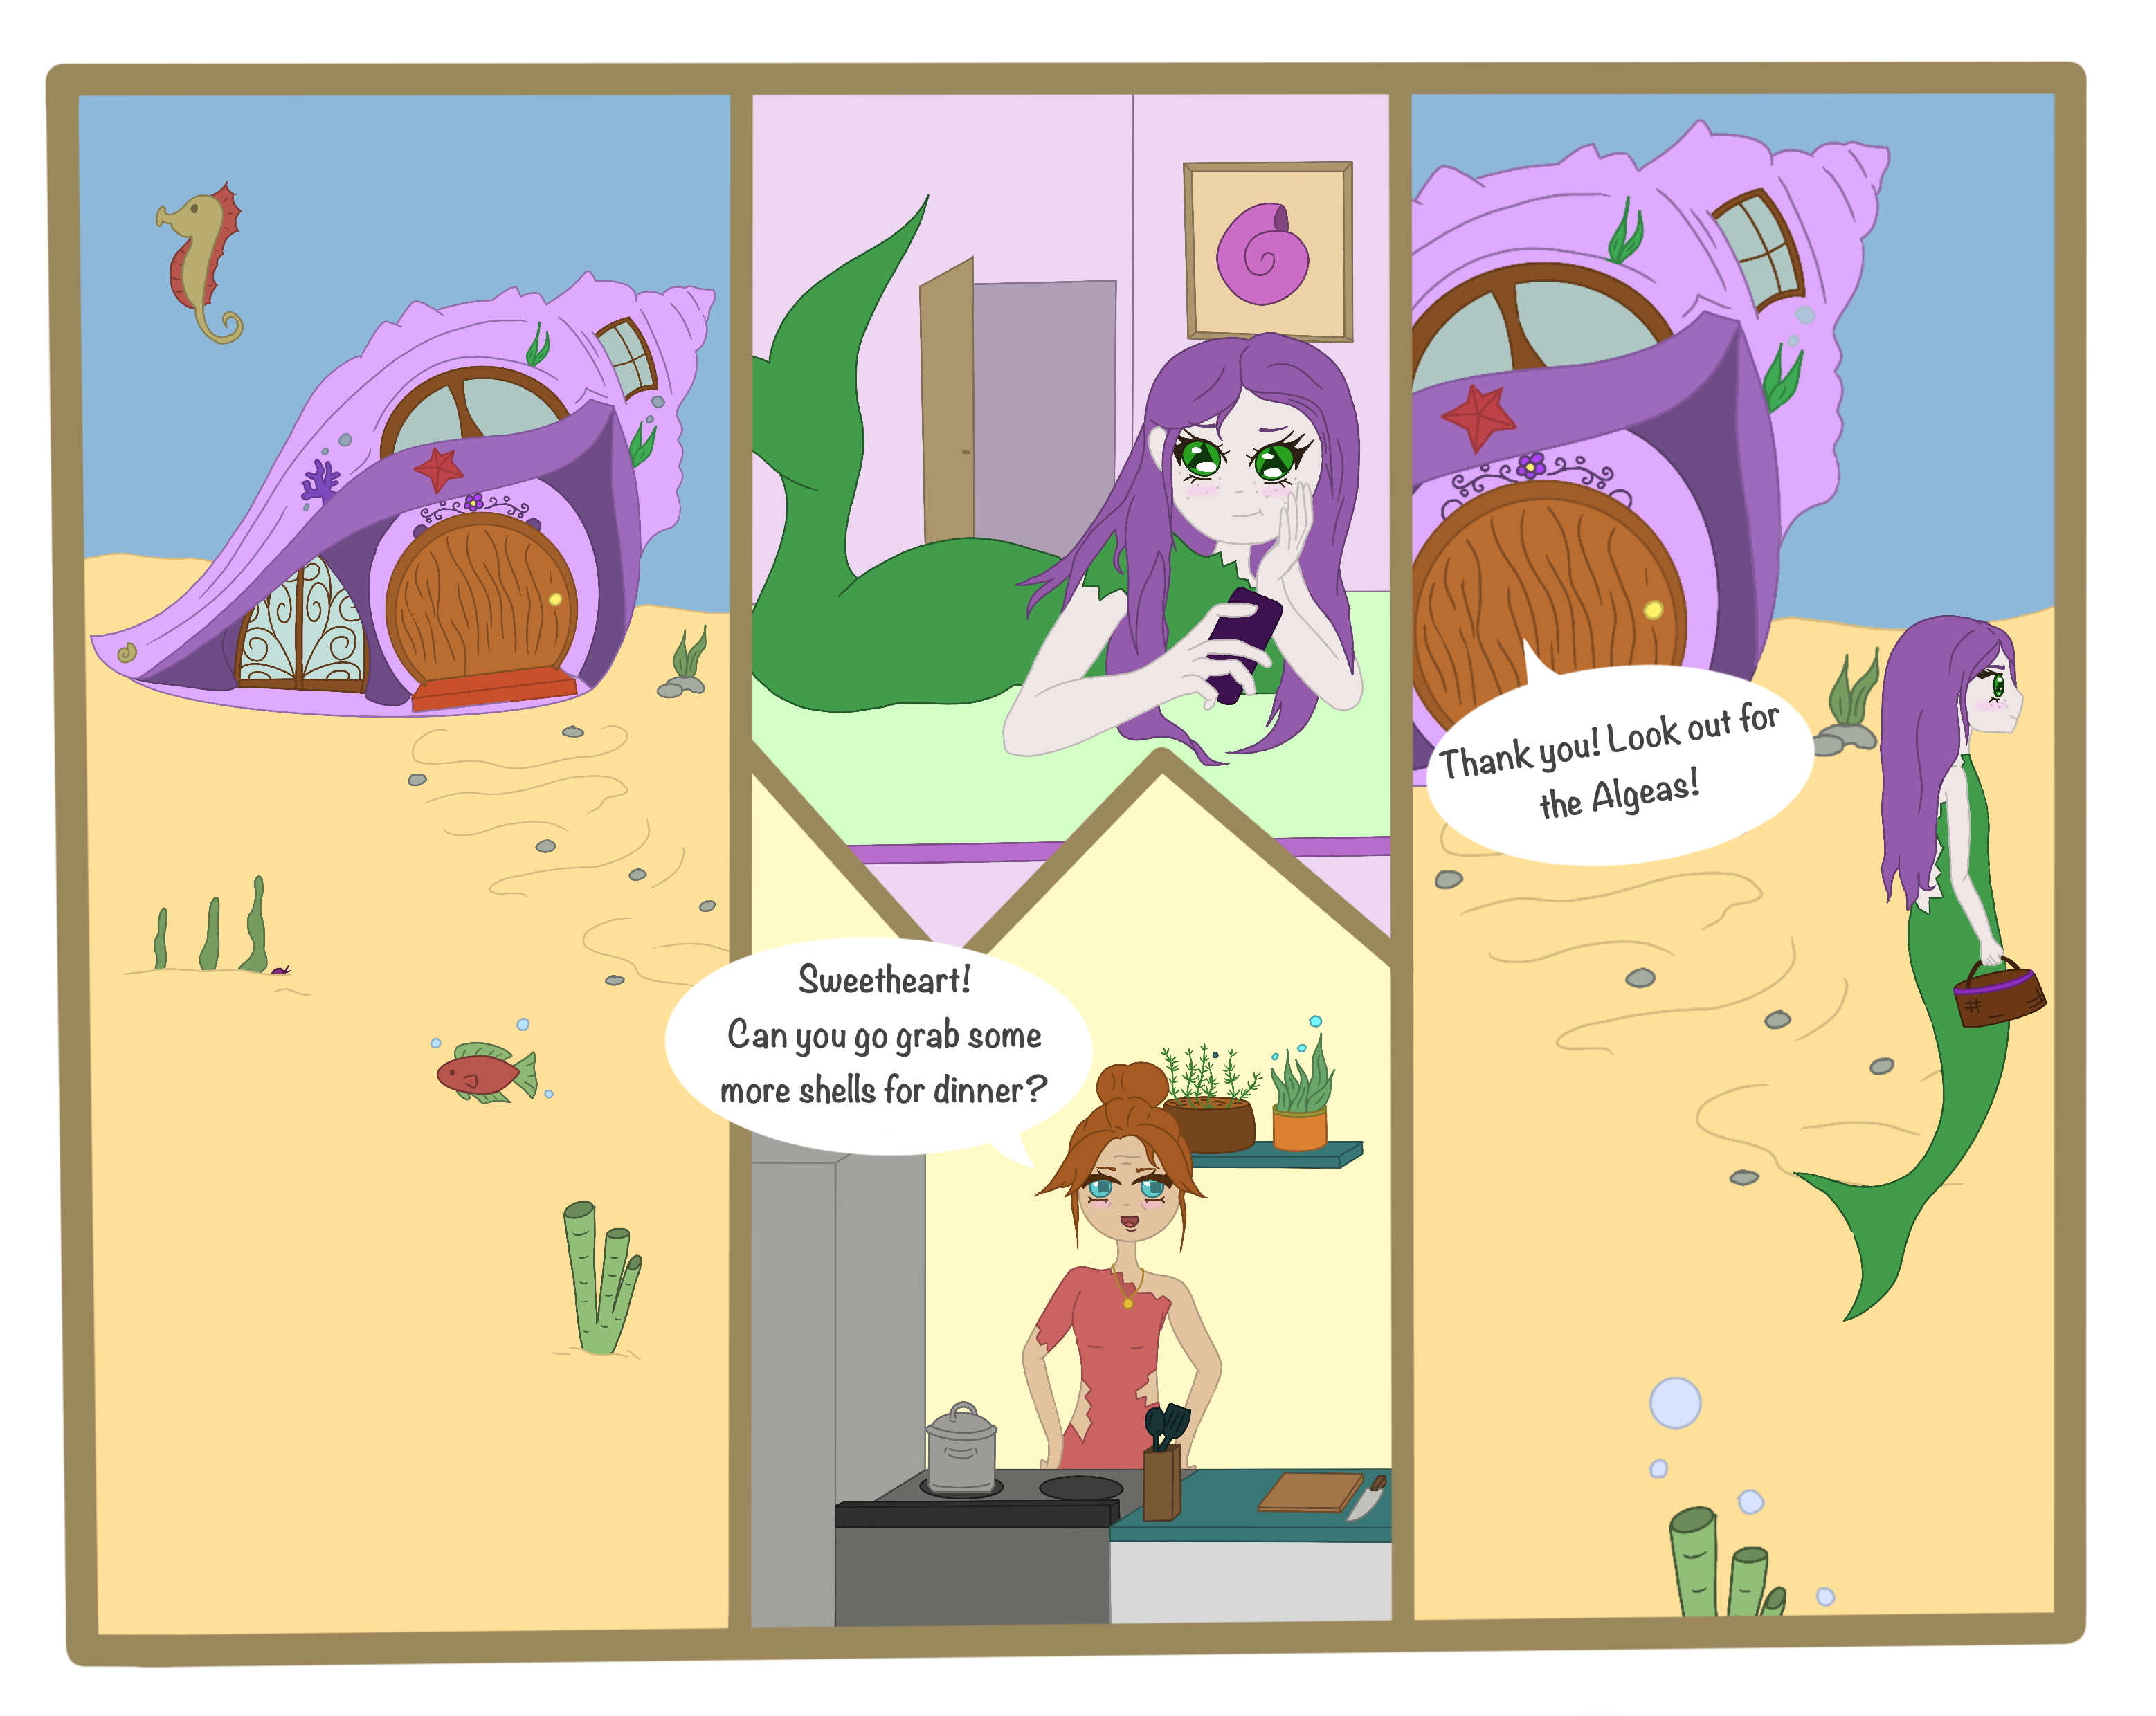 Sweetheart!
Can you go grab some
more shells for dinner?
Thank you! Look out for
the Algeas!